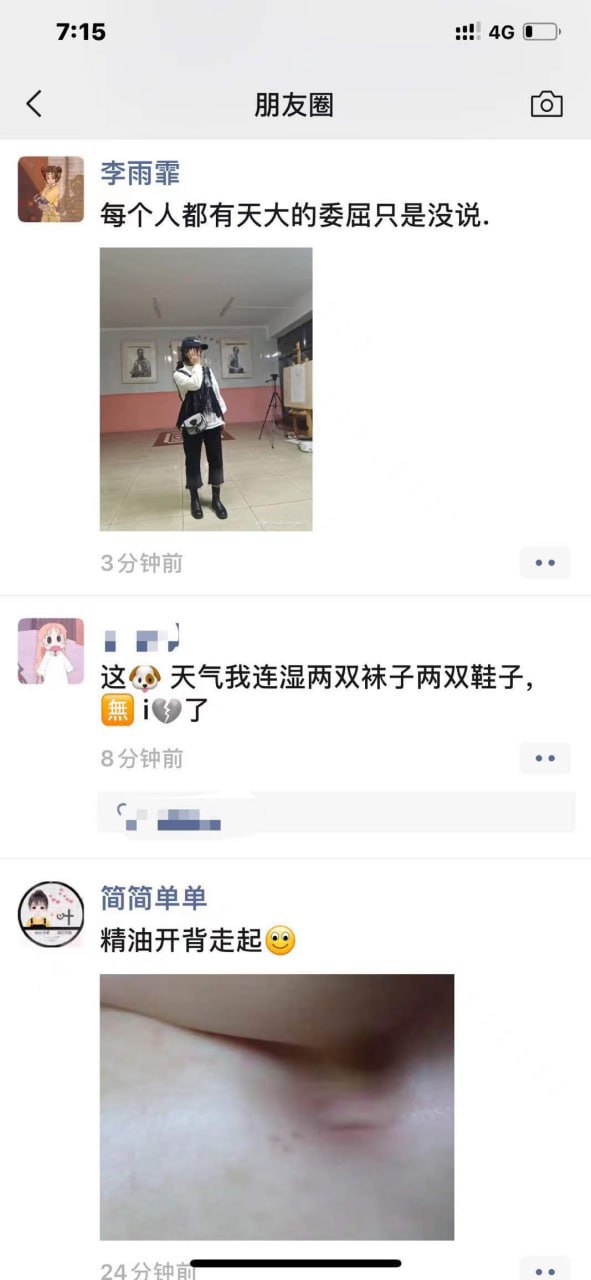 7:15
4G
朋友圈
李雨霏
每个人都有天大的委屈只是没说.
3分钟前
这🐶 天气我连湿两双袜子两双鞋子，
🈚 i💔了
8分钟前
简简单单
精油开背走起🙂
24分钟前